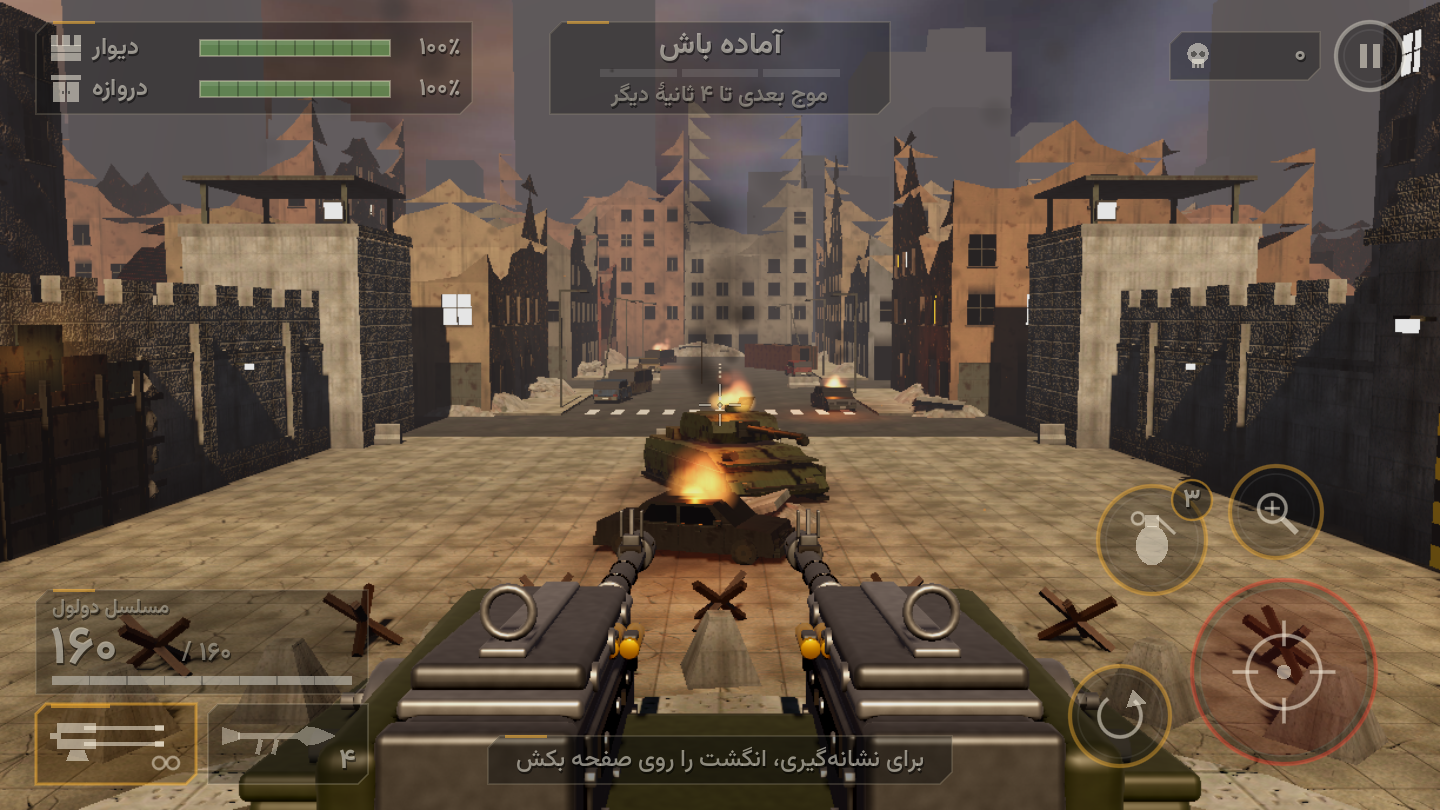 دیوار ۱۰۰٪
دروازه ۱۰۰٪
آماده باش
موج بعدی تا ۴ ثانیهٔ دیگر
۰
۳
مسلسل دولول
۱۶۰ / ۱۶۰
∞
۴
برای نشانه‌گیری، انگشت را روی صفحه بکش